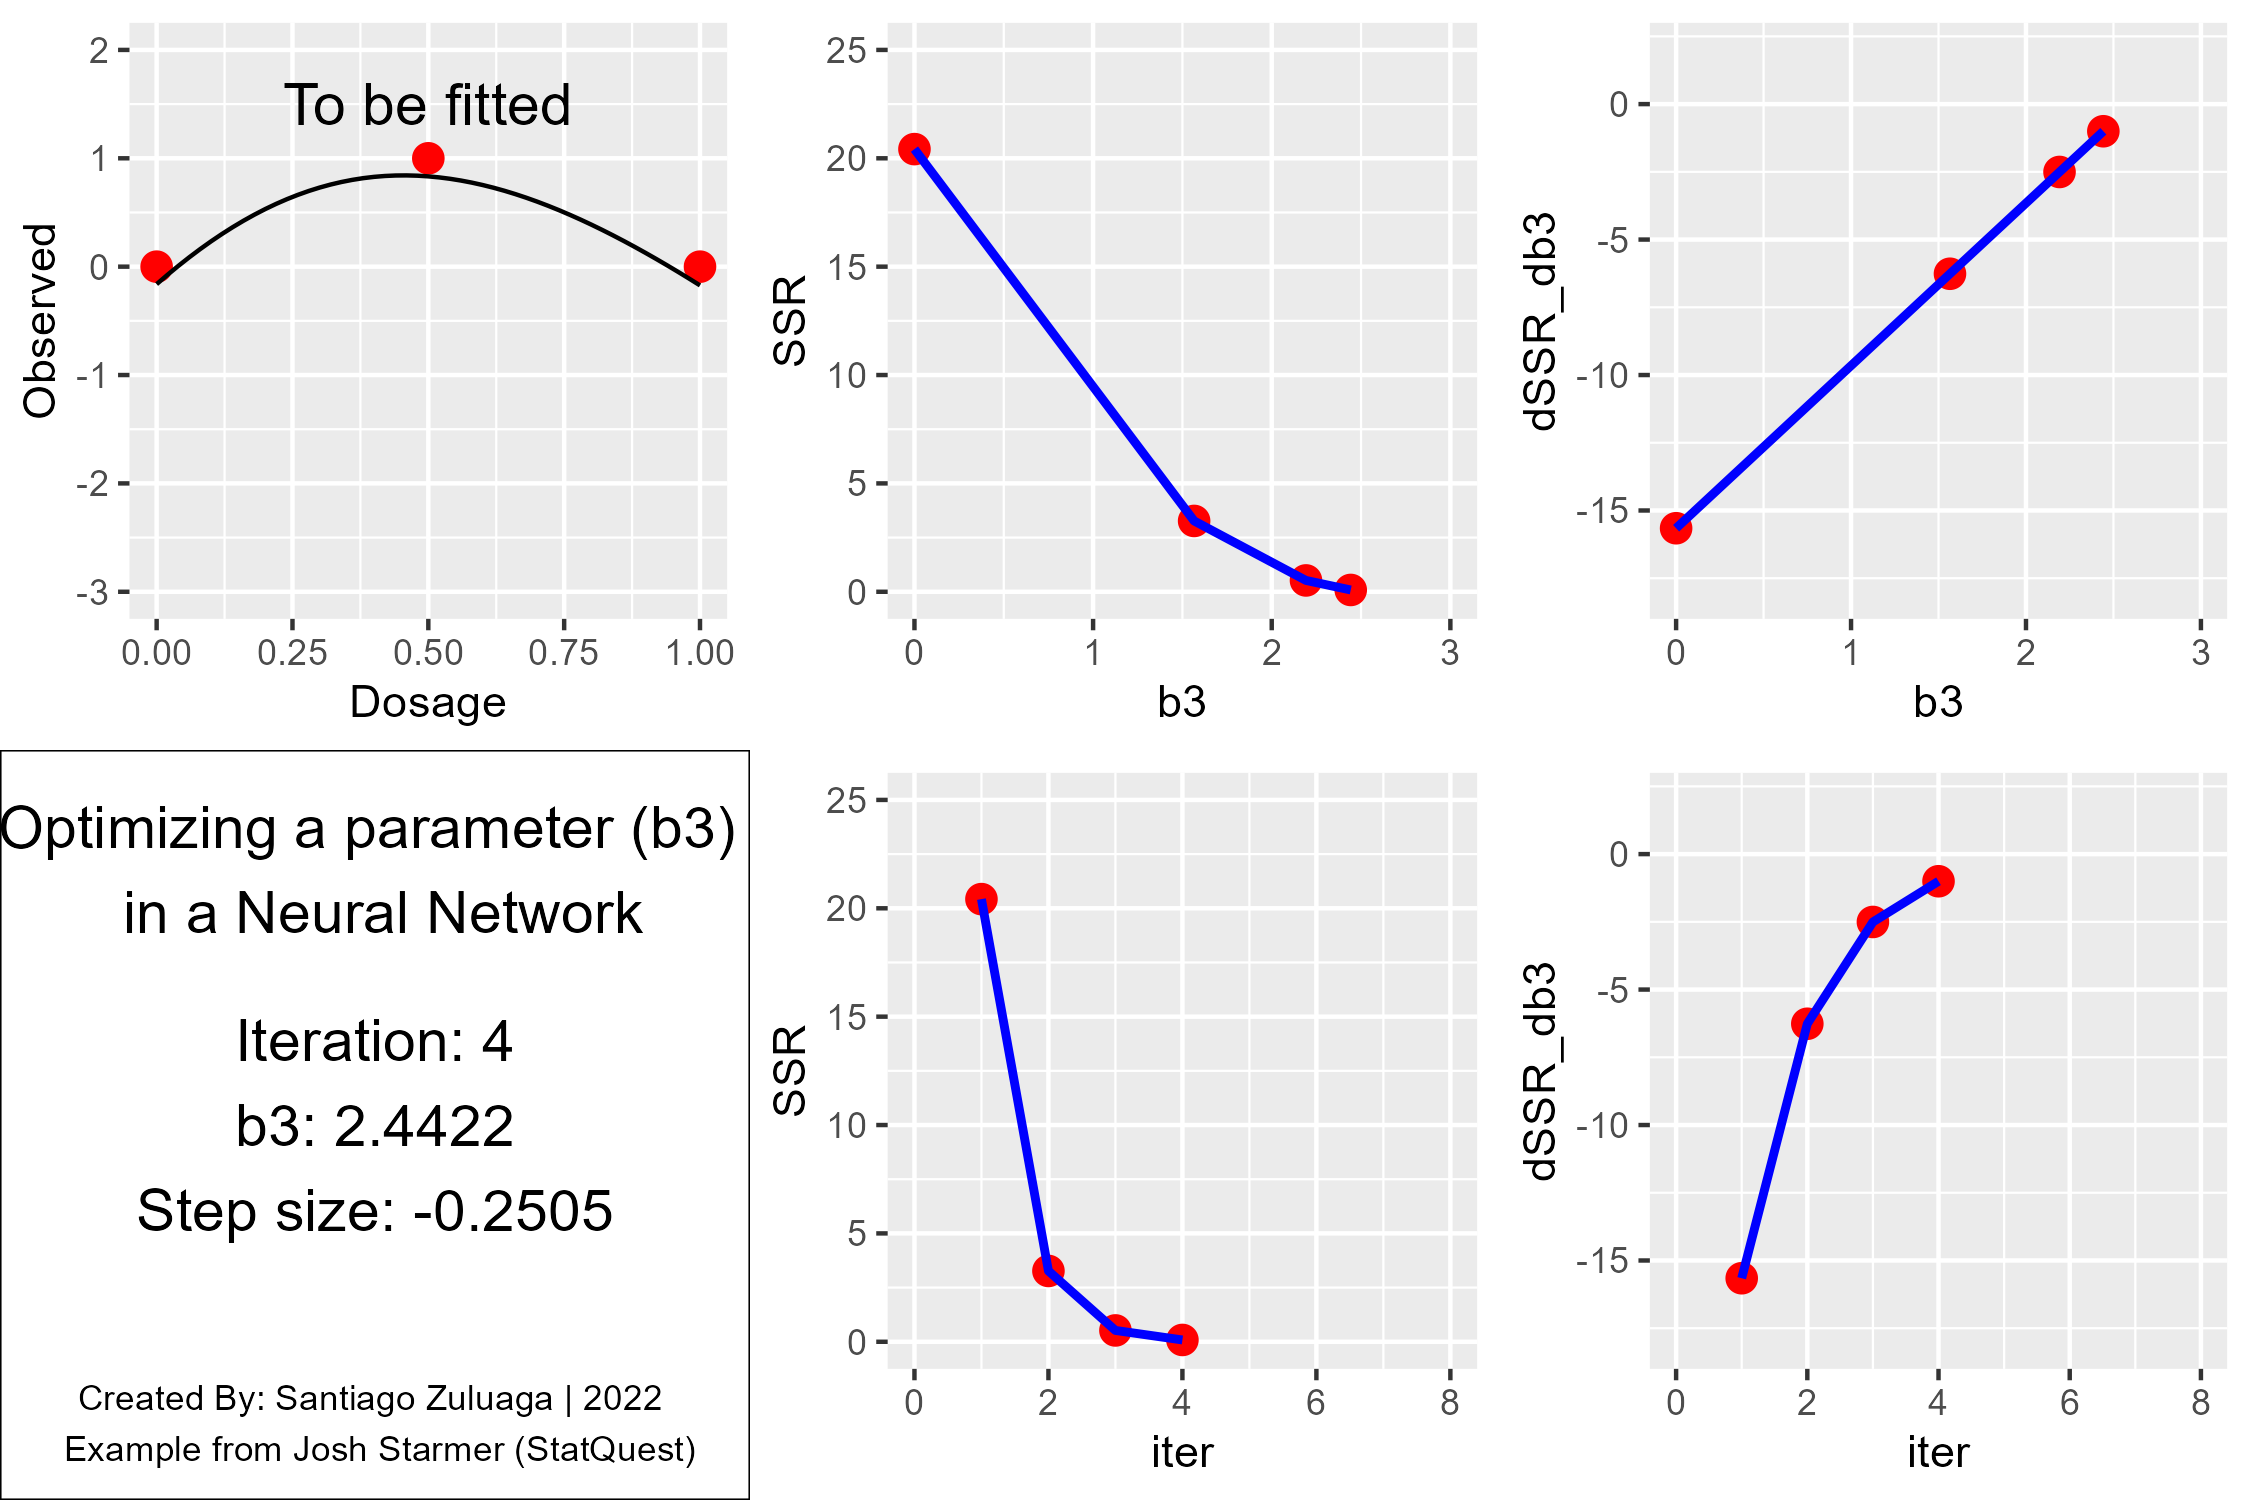 2
1
0
-1
-2
-3
Observed
To be fitted
0.00 0.25 0.50 0.75 1.00
Dosage
25
20
15
10
5
0
SSR
0 1 2 3
b3
0
-5
-10
-15
dSSR_db3
0 1 2 3
b3
Optimizing a parameter (b3)
in a Neural Network
Iteration: 4
b3: 2.4422
Step size: -0.2505
Created By: Santiago Zuluaga | 2022
Example from Josh Starmer (StatQuest)
25
20
15
10
5
0
SSR
0 2 4 6 8
iter
0
-5
-10
-15
dSSR_db3
0 2 4 6 8
iter